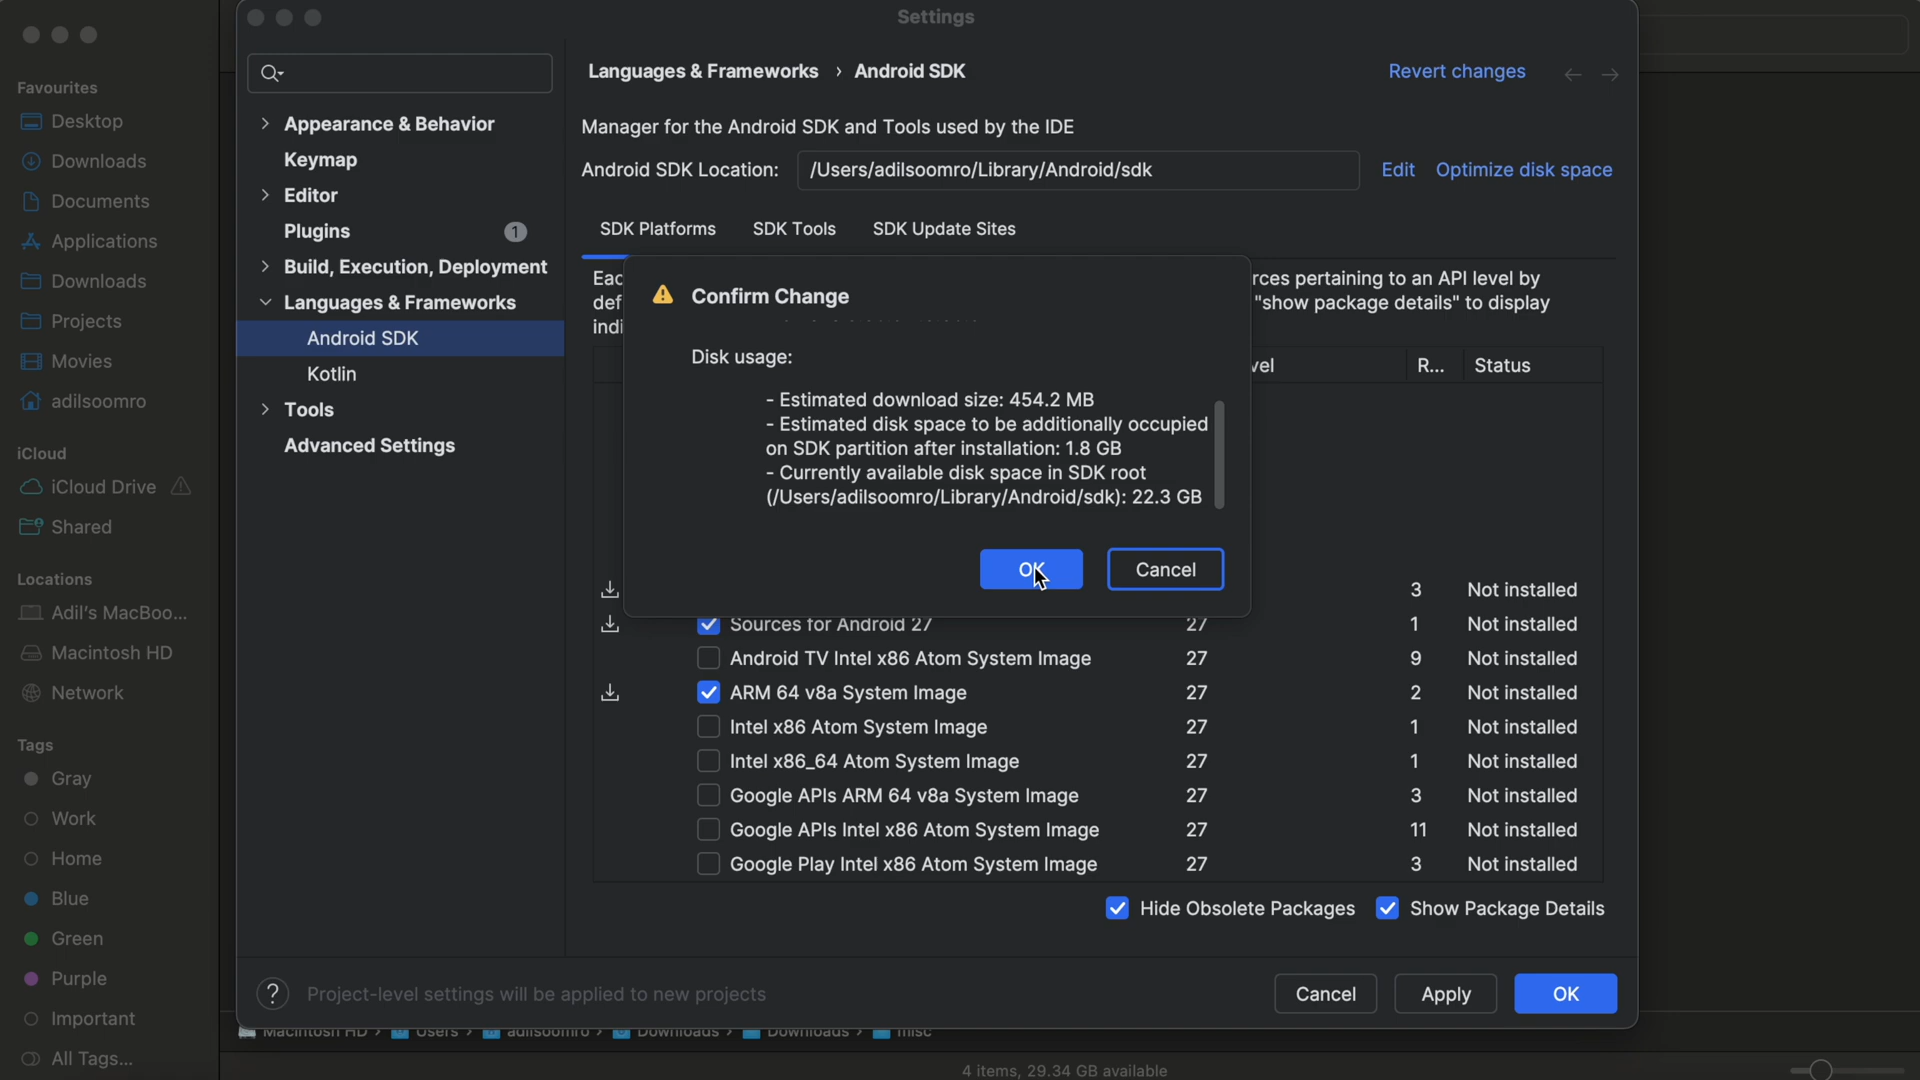 Settings
Favourites
Desktop
Downloads
Documents
Applications
Downloads
Projects
Movies
adilsoomro
iCloud
iCloud Drive
Shared
Locations
Adil's MacBoo...
Macintosh HD
Network
Tags
Gray
Work
Home
Blue
Green
Purple
Important
All Tags...
Appearance & Behavior
Keymap
Editor
Plugins 1
Build, Execution, Deployment
Languages & Frameworks
Android SDK
Kotlin
Tools
Advanced Settings
Languages & Frameworks › Android SDK
Revert changes
Manager for the Android SDK and Tools used by the IDE
Android SDK Location: /Users/adilsoomro/Library/Android/sdk Edit Optimize disk space
SDK Platforms SDK Tools SDK Update Sites
Eac rces pertaining to an API level by
def "show package details" to display
indi
vel R... Status
Confirm Change
Disk usage:
- Estimated download size: 454.2 MB
- Estimated disk space to be additionally occupied
on SDK partition after installation: 1.8 GB
- Currently available disk space in SDK root
(/Users/adilsoomro/Library/Android/sdk): 22.3 GB
OK Cancel
3 Not installed
Sources for Android 27 27 1 Not installed
Android TV Intel x86 Atom System Image 27 9 Not installed
ARM 64 v8a System Image 27 2 Not installed
Intel x86 Atom System Image 27 1 Not installed
Intel x86_64 Atom System Image 27 1 Not installed
Google APIs ARM 64 v8a System Image 27 3 Not installed
Google APIs Intel x86 Atom System Image 27 11 Not installed
Google Play Intel x86 Atom System Image 27 3 Not installed
Hide Obsolete Packages Show Package Details
? Project-level settings will be applied to new projects
Cancel Apply OK
Macintosh HD › Users › adilsoomro › Downloads › Downloads › misc
4 items, 29.34 GB available